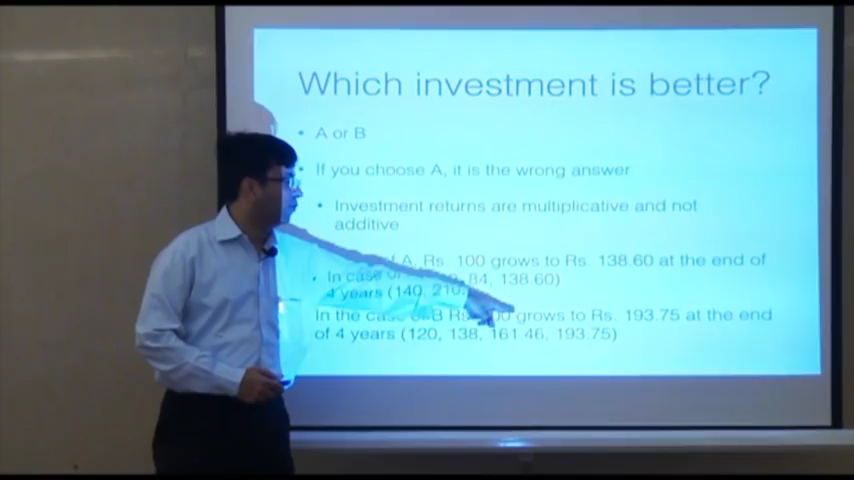 Which investment is better?
• A or B
• If you choose A, it is the wrong answer
• Investment returns are multiplicative and not
additive
A, Rs. 100 grows to Rs. 138.60 at the end of
• In case 84, 138.60)
4 years (140, 210,
In the B Rs. grows to Rs. 193.75 at the end
of 4 years (120, 138, 161.46, 193.75)